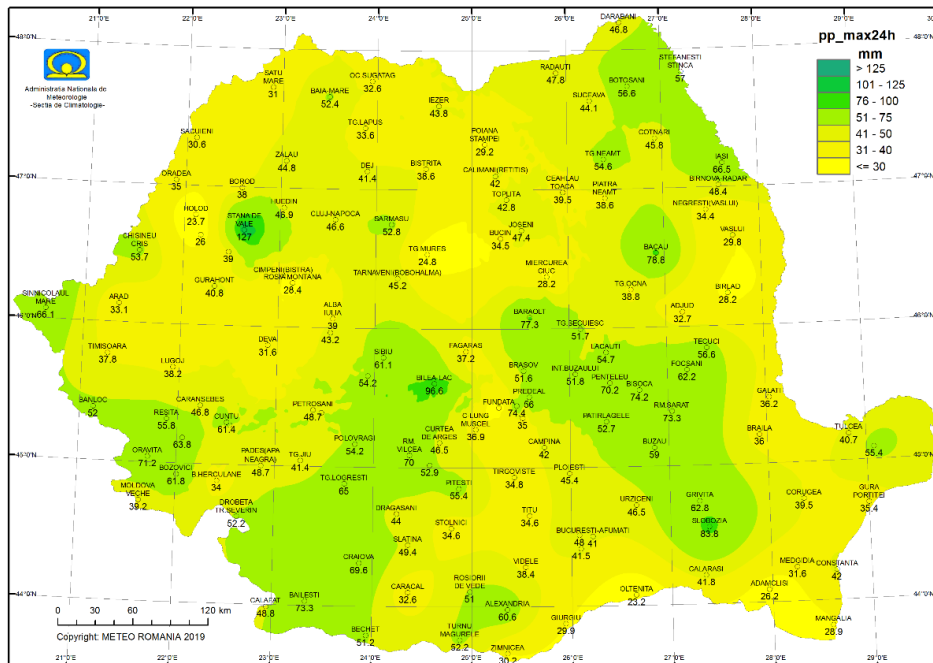 21°0'E 22°0'E 23°0'E 24°0'E 25°0'E 26°0'E 27°0'E 28°0'E 29°0'E
48°0'N
47°0'N
46°0'N
45°0'N
44°0'N
Administratia Nationala de
Meteorologie
-Sectia de Climatologie-
pp_max24h
mm
> 125
101 - 125
76 - 100
51 - 75
41 - 50
31 - 40
<= 30
DARABANI
46.8
STEFANESTI
STINCA
57
RADAUTI
47.8
BOTOSANI
56.6
SUCEAVA
44.1
SATU
MARE
31
OC.SUGATAG
32.6
BAIA-MARE
52.4
IEZER
43.8
TC.LAPUS
33.6
POIANA
STAMPEI
29.2
COTNARI
45.8
SACUIENI
30.6
ZALAU
44.8
DEJ
41.4
BISTRITA
38.6
CALIMANI(RETITIS)
42
TG.NEAMT
54.6
IASI
66.5
ORADEA
35
BOROD
38
CEAHLAU
TOACA
39.5
PIATRA
NEAMT
38.6
BIRNOVA-RADAR
48.4
HOLOD
23.7
26
STANA DE
VALE
127
39
HUEDIN
46.9
CLUJ-NAPOCA
46.6
SARMASU
52.8
TOPLITA
42.8
JOSENI
47.4
BUCIN
34.5
NEGRESTI(VASLUI)
34.4
VASLUI
29.8
CHISINEU
CRIS
53.7
TG.MURES
24.8
BACAU
78.8
CIMPENI(BISTRA)
ROSIA MONTANA
28.4
TARNAVENI(BOBOHALMA)
45.2
MIERCUREA
CIUC
28.2
GURAHONT
40.8
TG.OCNA
38.8
BIRLAD
28.2
SINNICOLAUL
MARE
66.1
ARAD
33.1
ALBA
IULIA
39
43.2
BARAOLT
77.3
ADJUD
32.7
TG.SECUIESC
51.7
TIMISOARA
37.8
DEVA
31.6
SIBIU
61.1
54.2
FAGARAS
37.2
LACAUTI
54.7
TECUCI
56.6
LUGOJ
38.2
BILEA-LAC
96.6
BRASOV
51.6
INT.BUZAULUI
51.8
PENTELEU
70.2
FOCSANI
62.2
BANLOC
52
CARANSEBES
46.8
PETROSANI
48.7
FUNDATA
74.4
PREDEAL
56
35
BISOCA
74.2
GALATI
36.2
RESITA
55.8
63.8
CUNTU
61.4
C.LUNG
MUSCEL
36.9
PATIRLAGELE
52.7
RM.SARAT
73.3
TULCEA
40.7
55.4
ORAVITA
71.2
BOZOVICI
61.8
PADES(APA
NEAGRA)
48.7
TG.JIU
41.4
POLOVRAGI
54.2
RM.
VILCEA
70
CURTEA
DE ARGES
46.5
52.9
CAMPINA
42
BUZAU
59
BRAILA
36
MOLDOVA
VECHE
39.2
B.HERCULANE
34
TG.LOGRESTI
65
PITESTI
55.4
TIRGOVISTE
34.8
PLOIESTI
45.4
DROBETA
TR.SEVERIN
52.2
DRAGASANI
44
STOLNICI
34.6
TITU
34.6
URZICENI
46.5
GRIVITA
62.8
CORUGEA
39.5
GURA
PORTITEI
35.4
SLOBOZIA
83.8
SLATINA
49.4
BUCURESTI-AFUMATI
48 41
41.5
CRAIOVA
69.6
VIDELE
38.4
CALARASI
41.8
MEDGIDIA
31.6
CONSTANTA
42
CARACAL
32.6
ROSIORII
DE VEDE
51
OLTENITA
23.2
ADAMCLISI
26.2
CALAFAT
48.8
BAILESTI
73.3
ALEXANDRIA
60.6
GIURGIU
29.9
MANGALIA
28.9
BECHET
51.2
TURNU
MAGURELE
52.2
ZIMNICEA
30.2
0 30 60 90 120
km
Copyright: METEO ROMANIA 2019
21°0'E 22°0'E 23°0'E 24°0'E 25°0'E 26°0'E 27°0'E 28°0'E 29°0'E